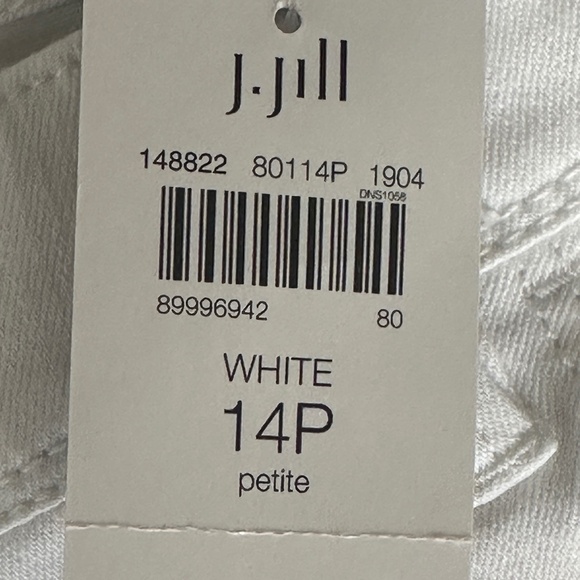 J.Jill
148822 80114P 1904
DNS1058
89996942 80
WHITE
14P
petite